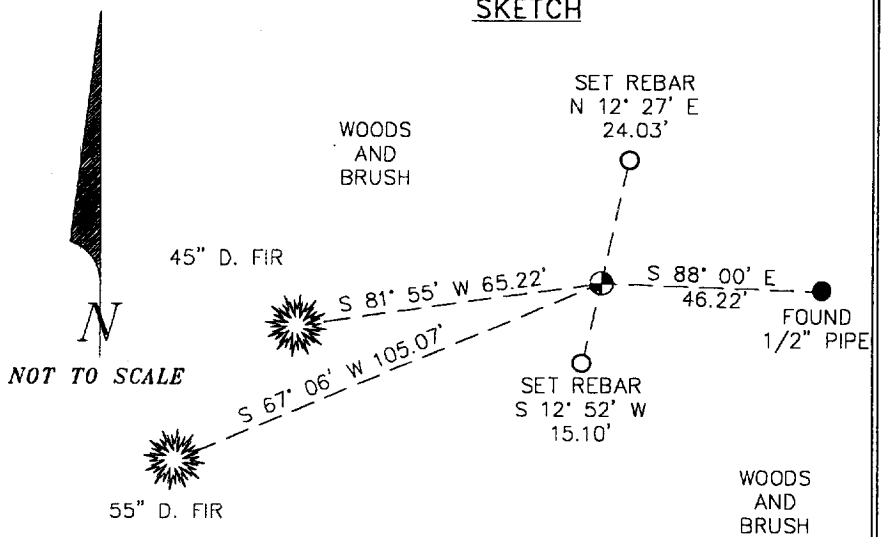 SKETCH
SET REBAR
N 12° 27' E
24.03'
WOODS
AND
BRUSH
45" D. FIR
S 81° 55' W 65.22'
S 88° 00' E
46.22'
FOUND
1/2" PIPE
N
NOT TO SCALE
S 67° 06' W 105.07'
SET REBAR
S 12° 52' W
15.10'
55" D. FIR
WOODS
AND
BRUSH